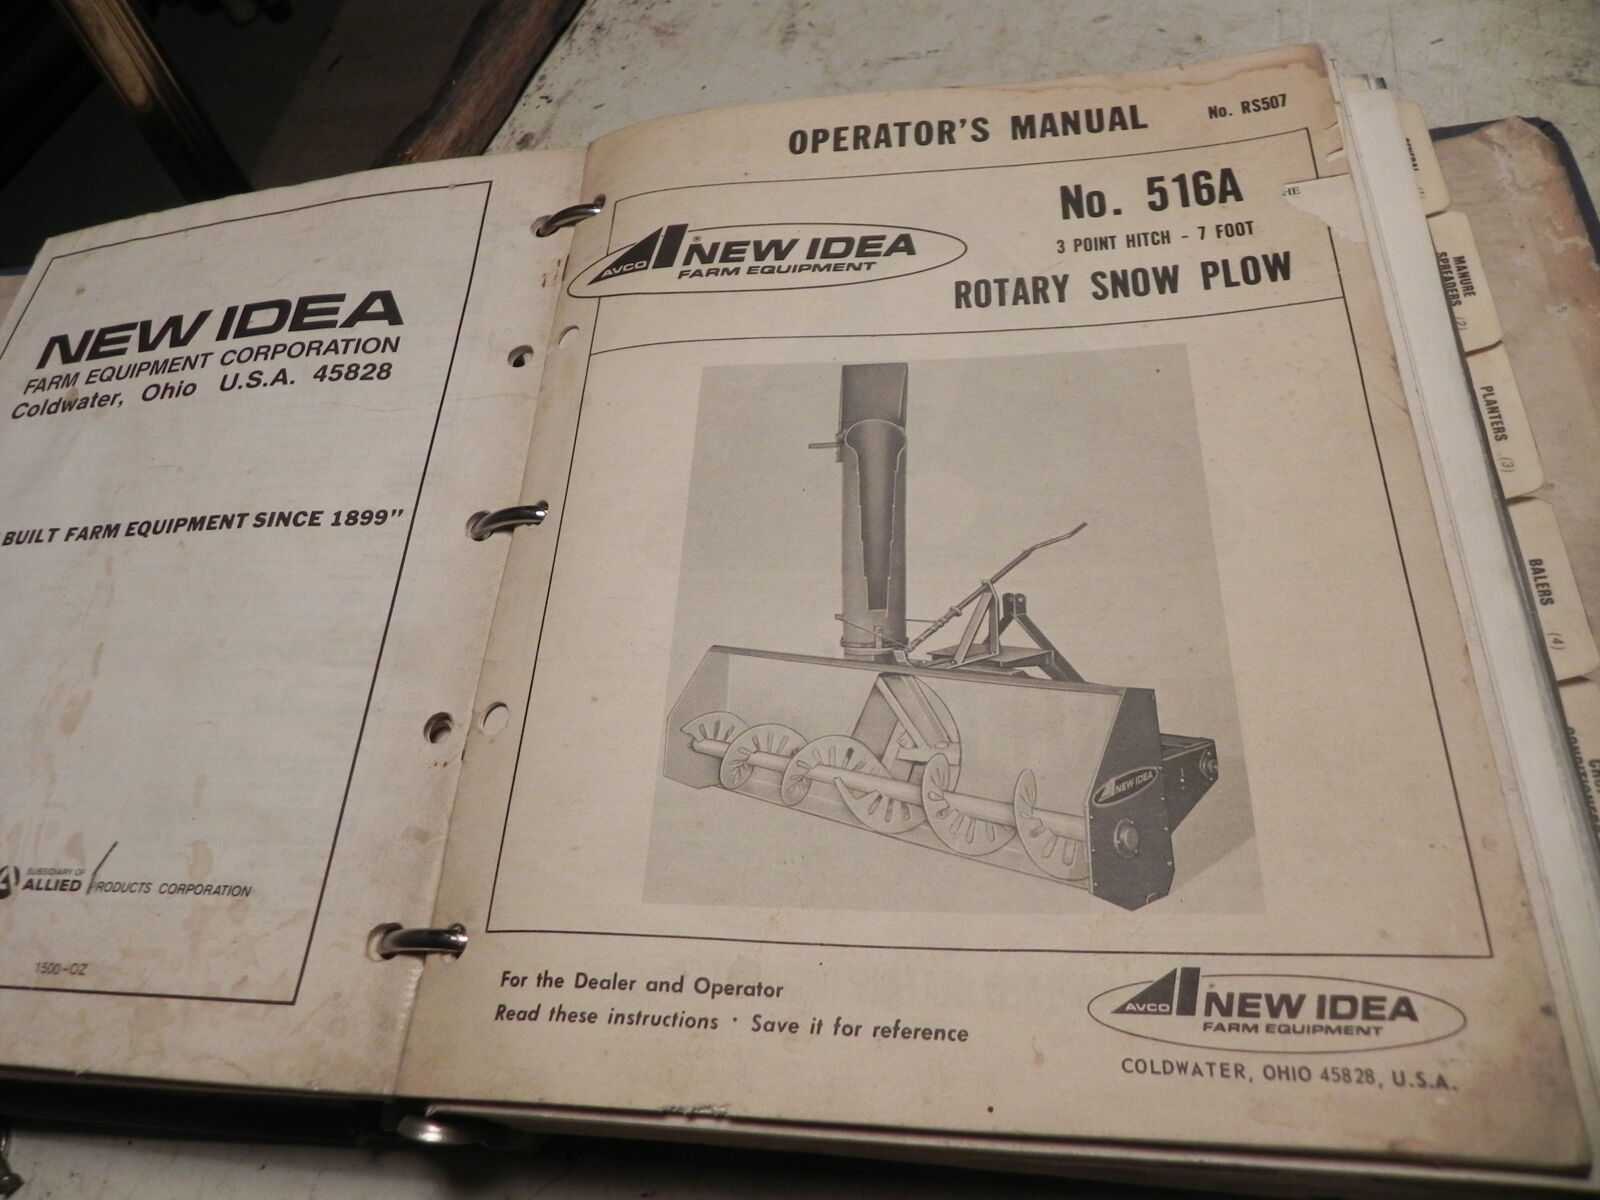 NEW IDEA
FARM EQUIPMENT CORPORATION
Coldwater, Ohio U.S.A. 45828
BUILT FARM EQUIPMENT SINCE 1899"
SUBSIDIARY OF
ALLIED PRODUCTS CORPORATION
1500-OZ
OPERATOR'S MANUAL No. RS507
AVCO NEW IDEA®
FARM EQUIPMENT
No. 516A
3 POINT HITCH - 7 FOOT
ROTARY SNOW PLOW
HE
NEW IDEA
For the Dealer and Operator
Read these instructions · Save it for reference
AVCO NEW IDEA®
FARM EQUIPMENT
COLDWATER, OHIO 45828, U.S.A.
MANURE
SPREADERS (2)
PLANTERS (3)
BALERS (4)